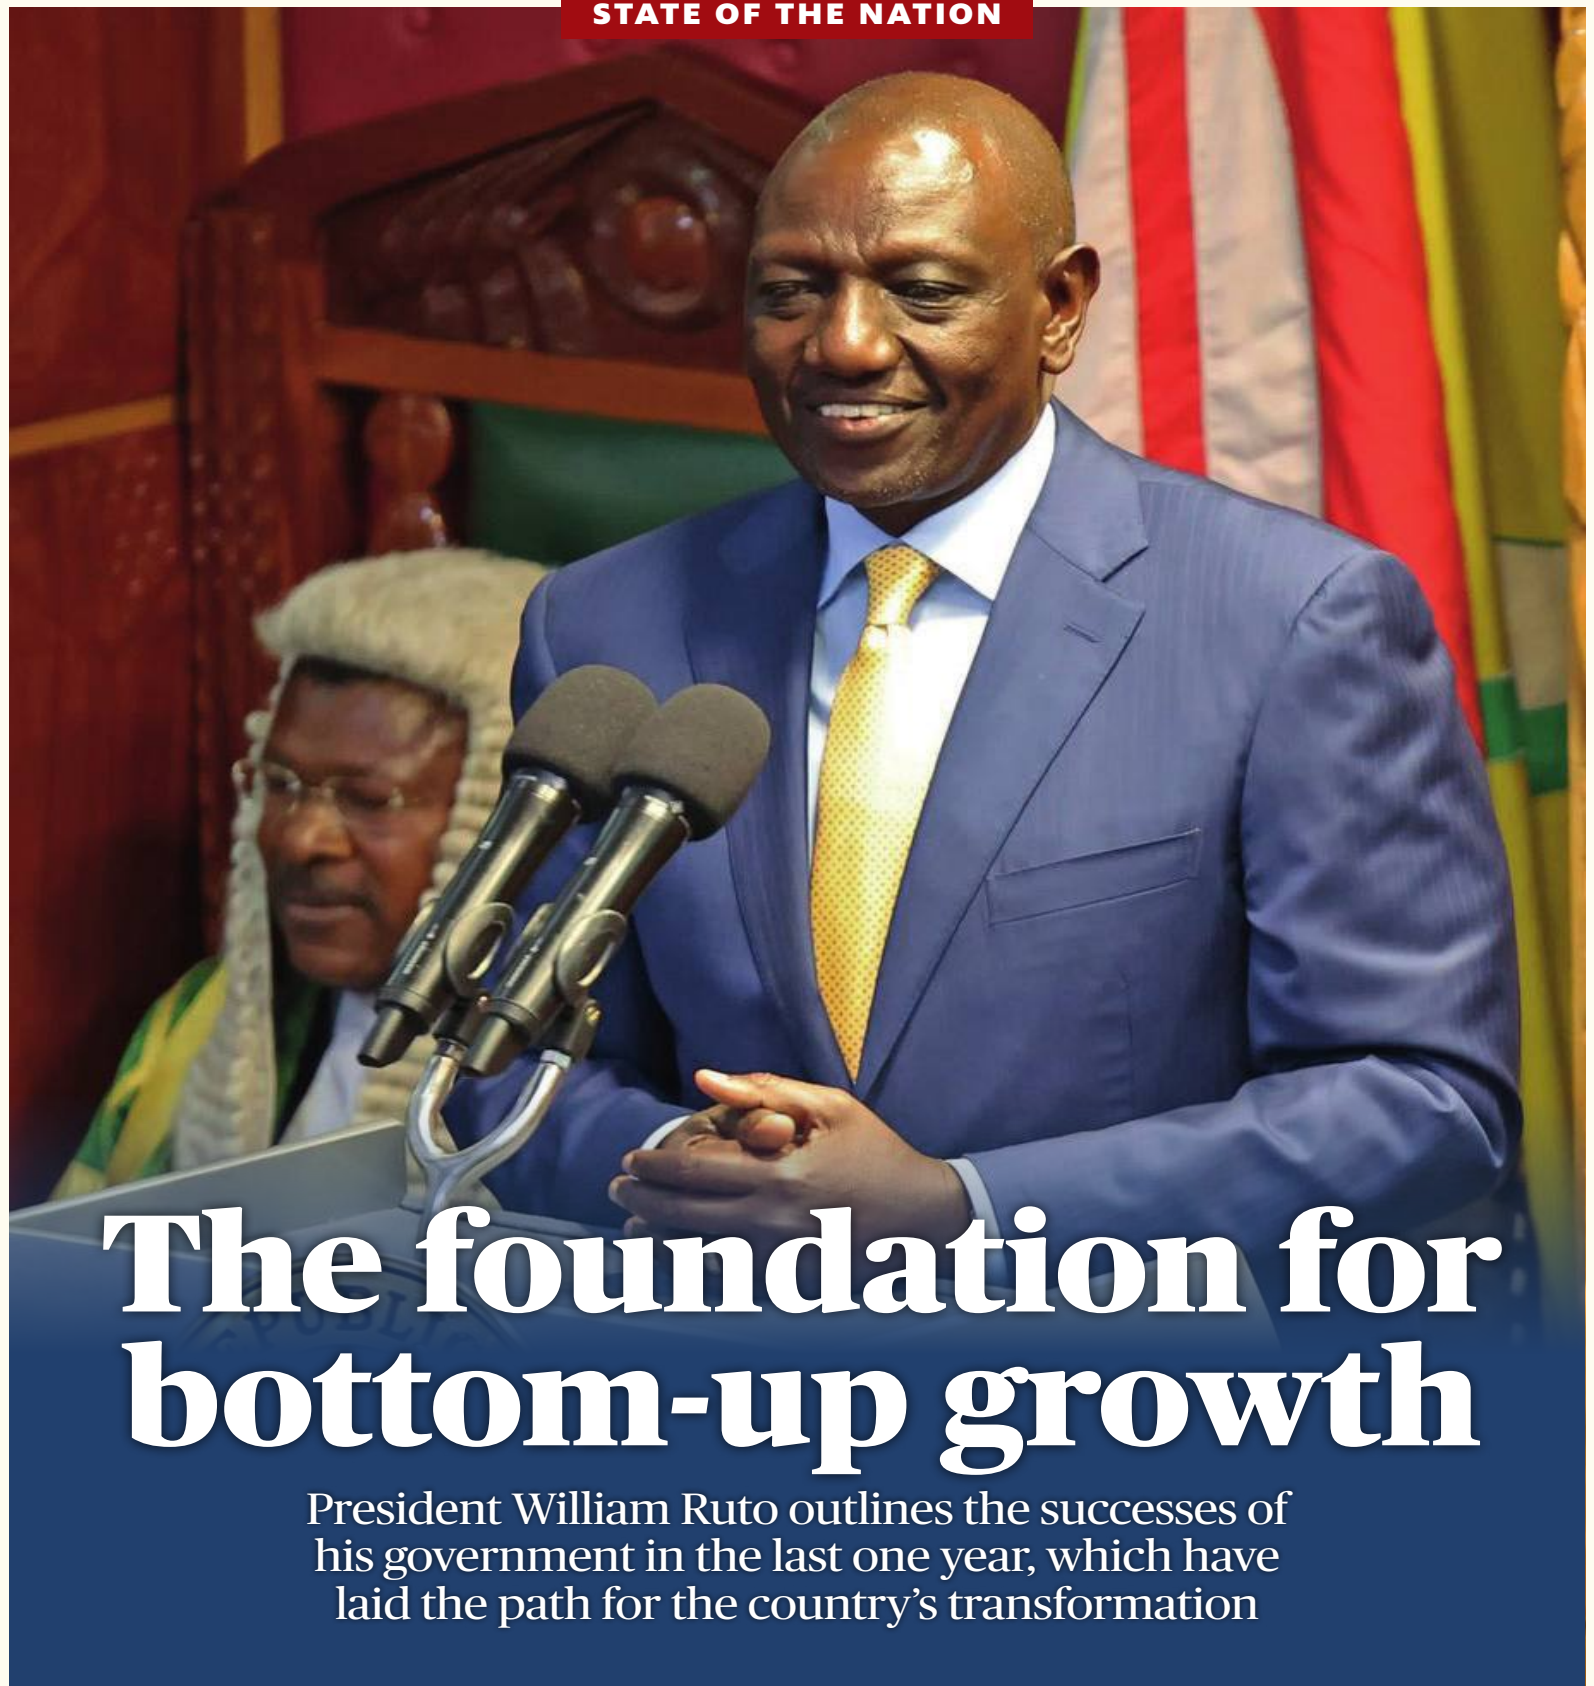 STATE OF THE NATION
The foundation for
bottom-up growth
President William Ruto outlines the successes of
his government in the last one year, which have
laid the path for the country’s transformation